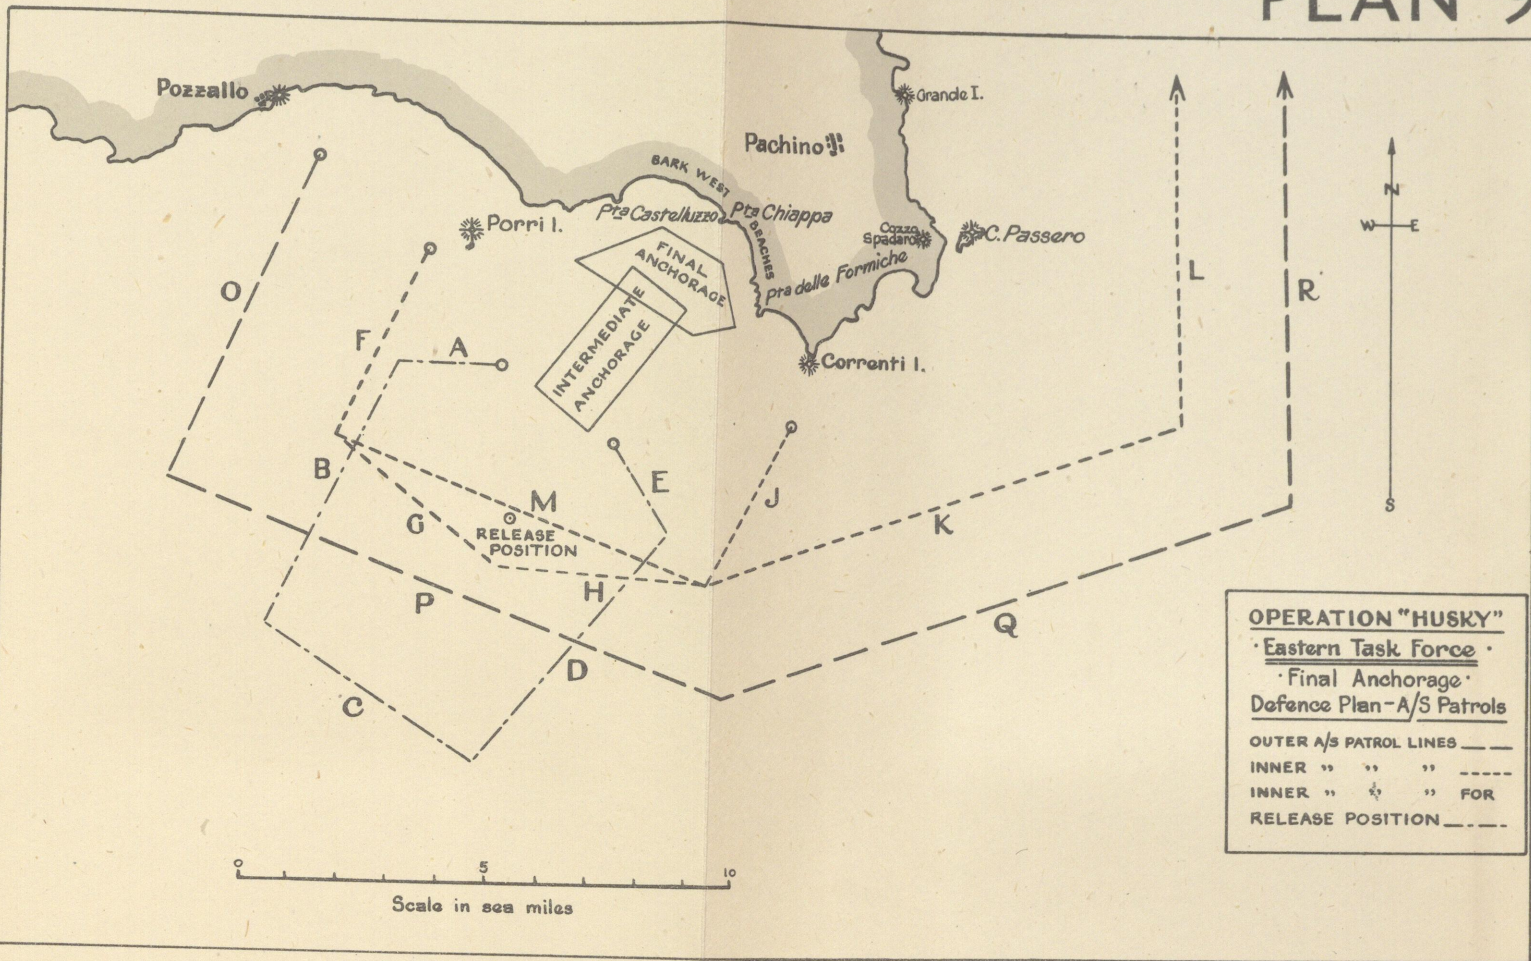 PLAN 9
Pozzallo
Grande I.
Pachino
BARK WEST
BEACHES
Pta Castelluzzo
Pta Chiappa
Porri I.
Cozzo
Spadaro
C. Passero
Pta delle Formiche
FINAL
ANCHORAGE
INTERMEDIATE
ANCHORAGE
Correnti I.
N
W E
S
O
F
A
L
R
B
E
M
J
G
K
RELEASE
POSITION
H
P
Q
D
C
OPERATION "HUSKY"
·Eastern Task Force·
·Final Anchorage·
Defence Plan-A/S Patrols
OUTER A/S PATROL LINES
INNER " " "
INNER " " " FOR
RELEASE POSITION
0 5 10
Scale in sea miles